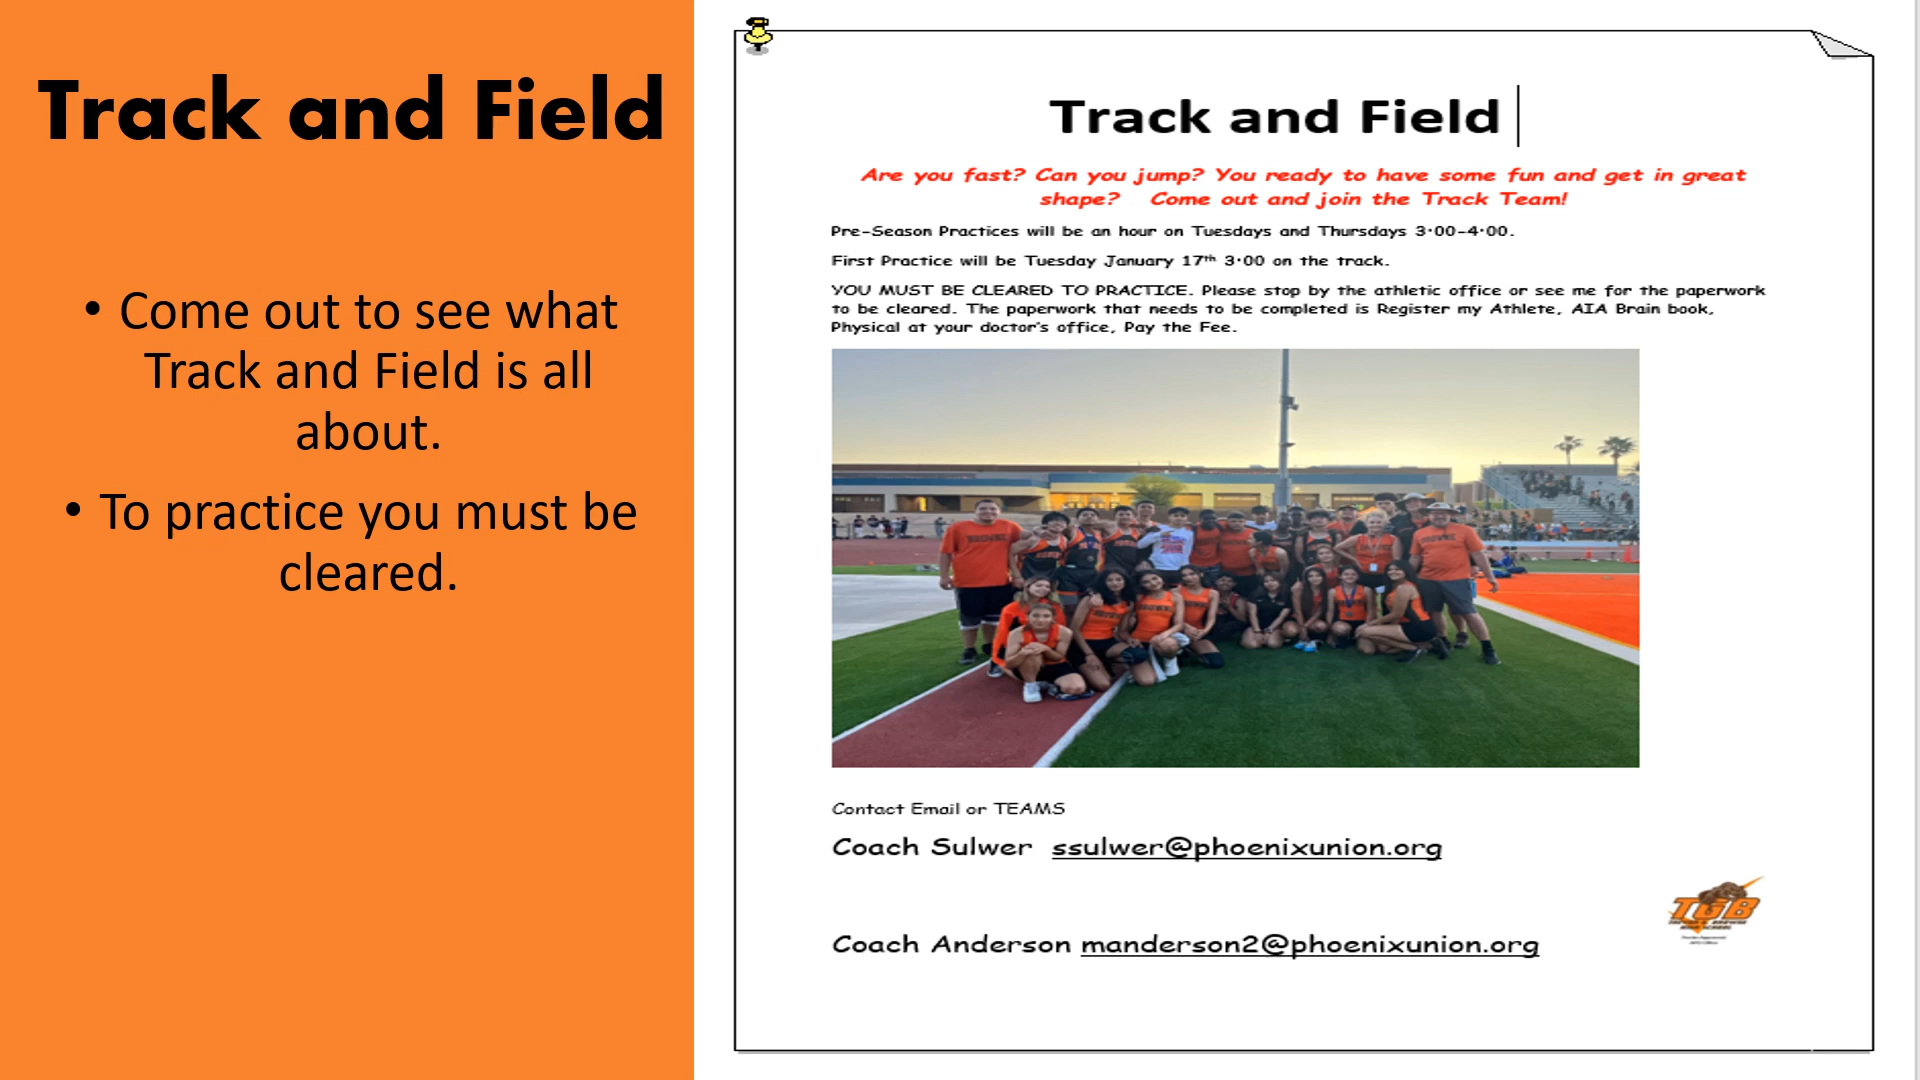 Track and Field
• Come out to see what
Track and Field is all
about.
• To practice you must be
cleared.
Track and Field
Are you fast? Can you jump? You ready to have some fun and get in great
shape? Come out and join the Track Team!
Pre-Season Practices will be an hour on Tuesdays and Thursdays 3:00-4:00.
First Practice will be Tuesday January 17th 3:00 on the track.
YOU MUST BE CLEARED TO PRACTICE. Please stop by the athletic office or see me for the paperwork
to be cleared. The paperwork that needs to be completed is Register my Athlete, AIA Brain book,
Physical at your doctor's office, Pay the Fee.
Contact Email or TEAMS
Coach Sulwer ssulwer@phoenixunion.org
TGB
Coach Anderson manderson2@phoenixunion.org